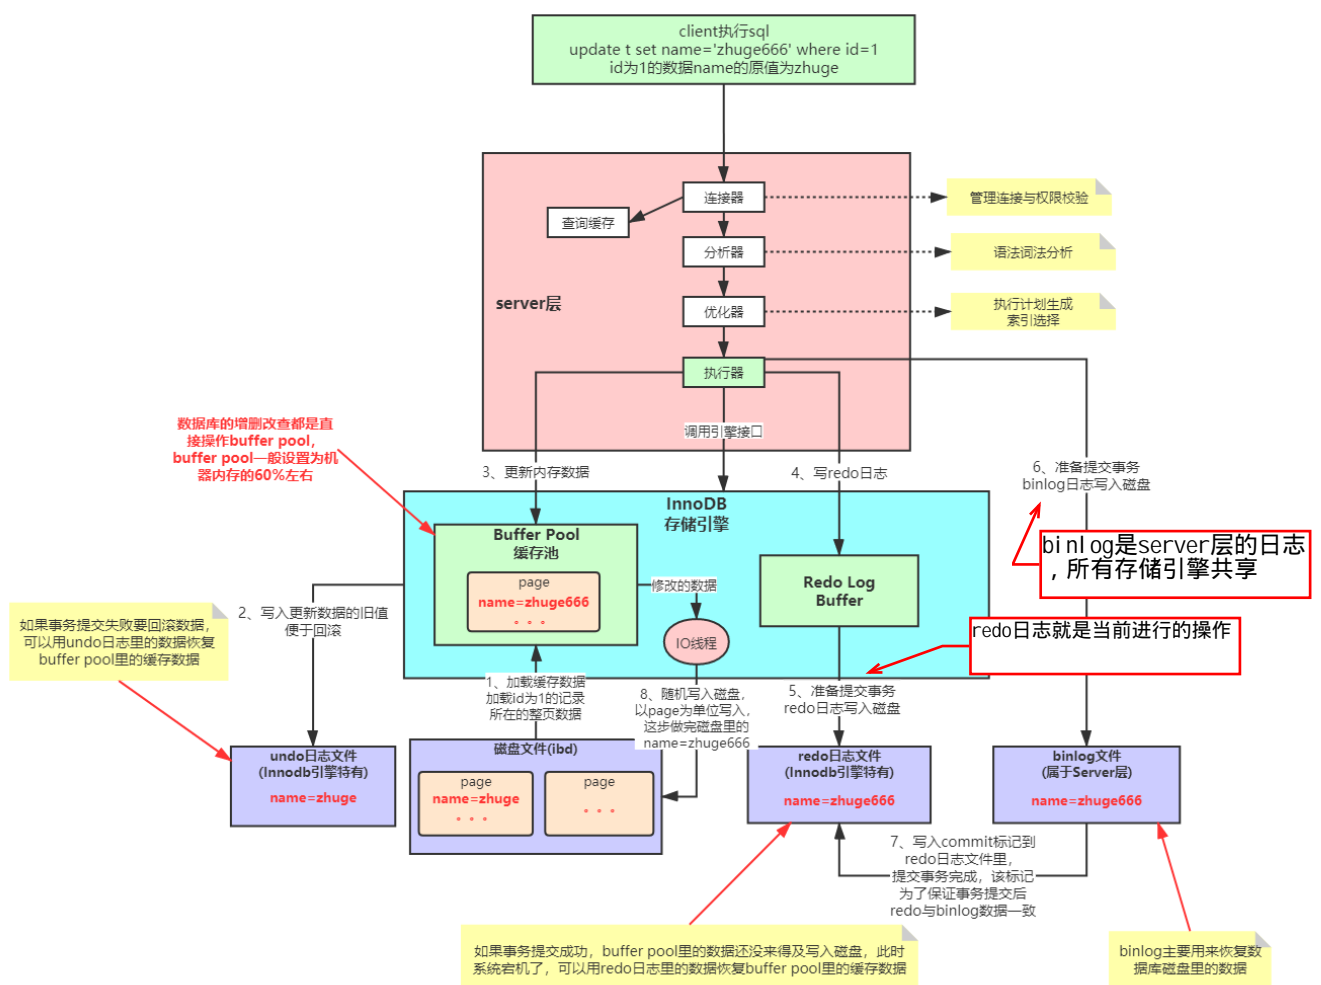 client执行sql
update t set name='zhuge666' where id=1
id为1的数据name的原值为zhuge
连接器
管理连接与权限校验
查询缓存
分析器
语法词法分析
server层
优化器
执行计划生成
索引选择
执行器
调用引擎接口
数据库的增删改查都是直
接操作buffer pool，
buffer pool一般设置为机
器内存的60%左右
3、更新内存数据
4、写redo日志
6、准备提交事务
binlog日志写入磁盘
InnoDB
存储引擎
Buffer Pool
缓存池
page
name=zhuge666
。。。
修改的数据
IO线程
Redo Log
Buffer
binlog是server层的日志
，所有存储引擎共享
redo日志就是当前进行的操作
2、写入更新数据的旧值
便于回滚
如果事务提交失败要回滚数据，
可以用undo日志里的数据恢复
buffer pool里的缓存数据
1、加载缓存数据
加载id为1的记录
所在的整页数据
8、随机写入磁盘，
以page为单位写入，
这步做完磁盘里的
name=zhuge666
5、准备提交事务
redo日志写入磁盘
undo日志文件
(Innodb引擎特有)
name=zhuge
磁盘文件(ibd)
page
name=zhuge
。。。
page
。。。
redo日志文件
(Innodb引擎特有)
name=zhuge666
binlog文件
(属于Server层)
name=zhuge666
7、写入commit标记到
redo日志文件里，
提交事务完成，该标记
为了保证事务提交后
redo与binlog数据一致
如果事务提交成功，buffer pool里的数据还没来得及写入磁盘，此时
系统宕机了，可以用redo日志里的数据恢复buffer pool里的缓存数据
binlog主要用来恢复数
据库磁盘里的数据